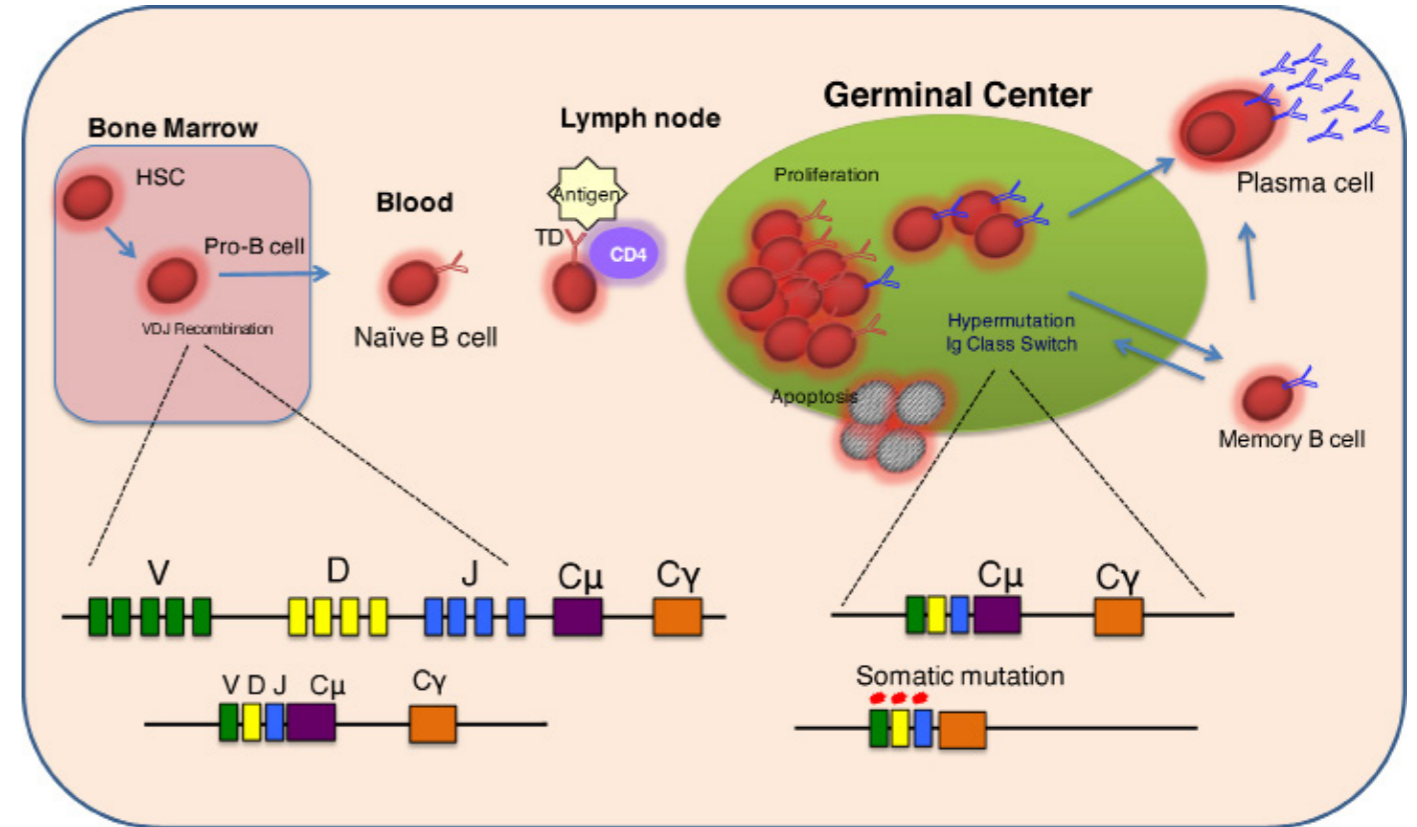 Bone Marrow
HSC
Pro-B cell
VDJ Recombination
Blood
Naïve B cell
Lymph node
Antigen
TD
CD4
Germinal Center
Proliferation
Hypermutation
Ig Class Switch
Apoptosis
Plasma cell
Memory B cell
V D J Cμ Cγ
V D J Cμ Cγ
Cμ Cγ
Somatic mutation